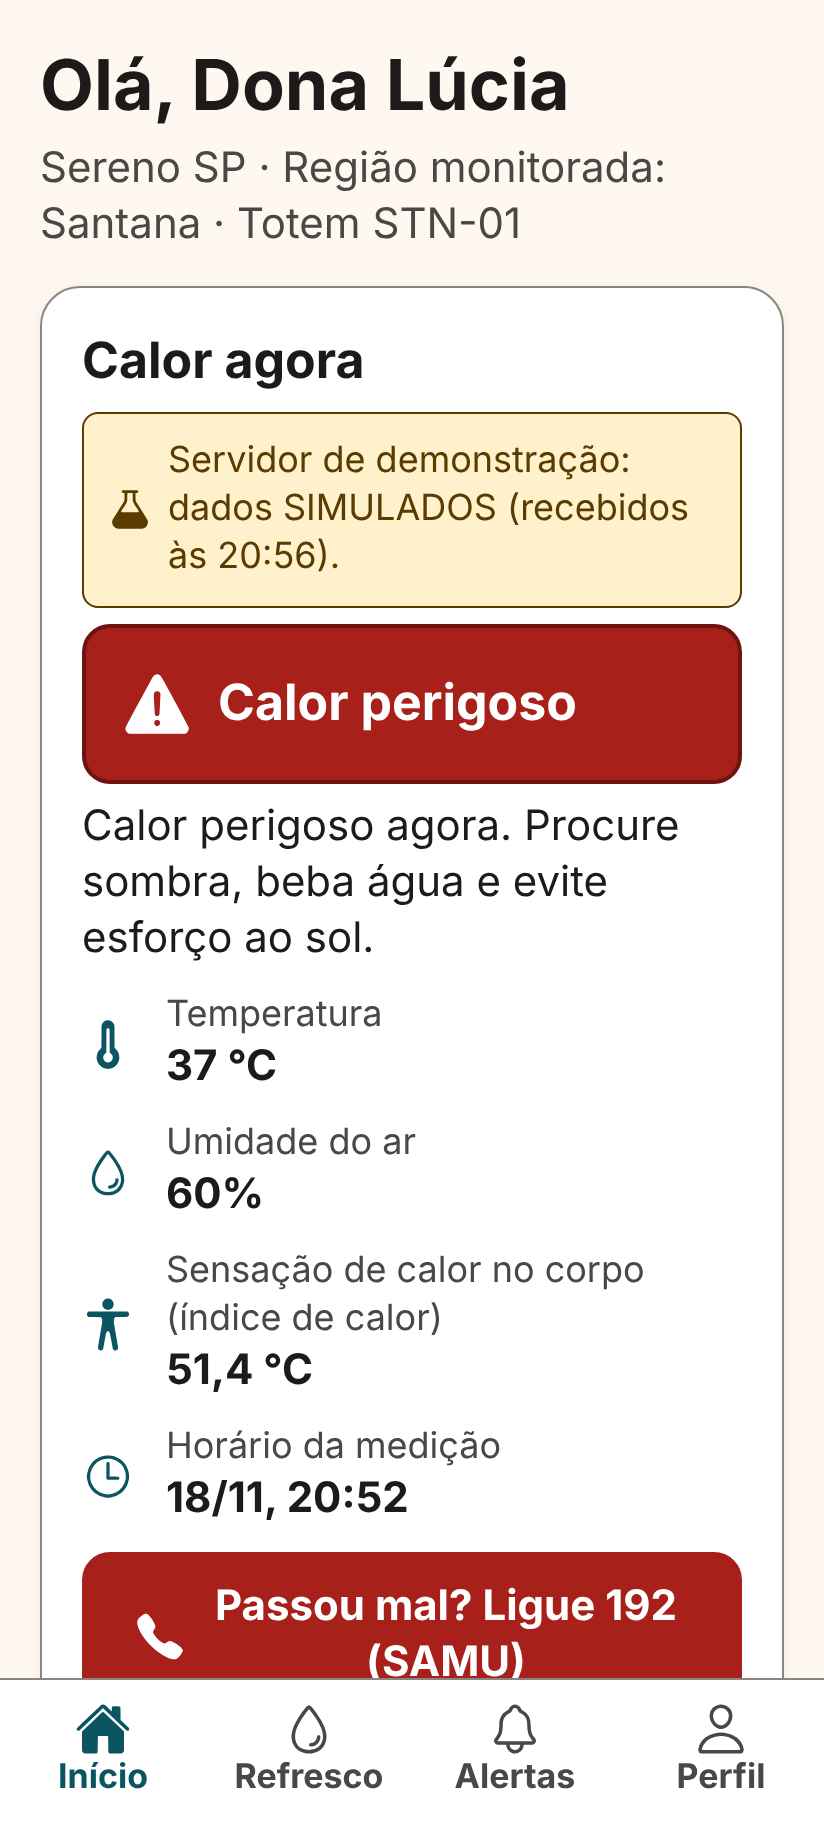 Olá, Dona Lúcia
Sereno SP · Região monitorada:
Santana · Totem STN-01
Calor agora
Servidor de demonstração:
dados SIMULADOS (recebidos
às 20:56).
Calor perigoso
Calor perigoso agora. Procure
sombra, beba água e evite
esforço ao sol.
Temperatura
37 °C
Umidade do ar
60%
Sensação de calor no corpo
(índice de calor)
51,4 °C
Horário da medição
18/11, 20:52
Passou mal? Ligue 192
(SAMU)
Início
Refresco
Alertas
Perfil